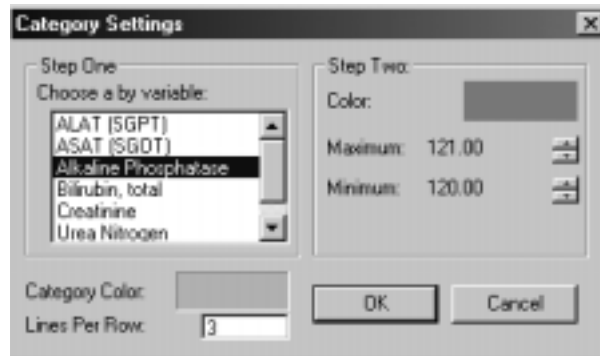 Category Settings
Step One
Choose a by variable:
ALAT (SGPT)
ASAT (SGOT)
Alkaline Phosphatase
Bilirubin, total
Creatinine
Urea Nitrogen
Category Color:
Lines Per Row: 3
Step Two:
Color:
Maximum: 121.00
Minimum: 120.00
OK Cancel